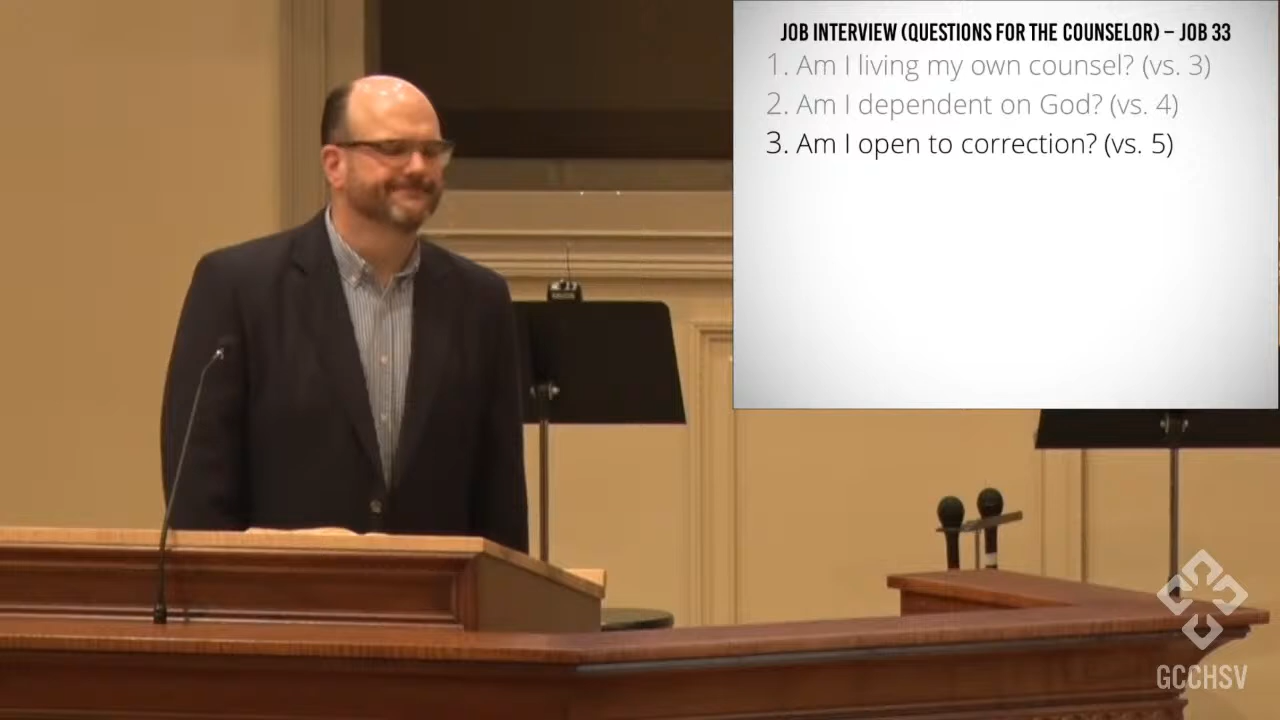 JOB INTERVIEW (QUESTIONS FOR THE COUNSELOR) – JOB 33
1. Am I living my own counsel? (vs. 3)
2. Am I dependent on God? (vs. 4)
3. Am I open to correction? (vs. 5)
GCCHSV